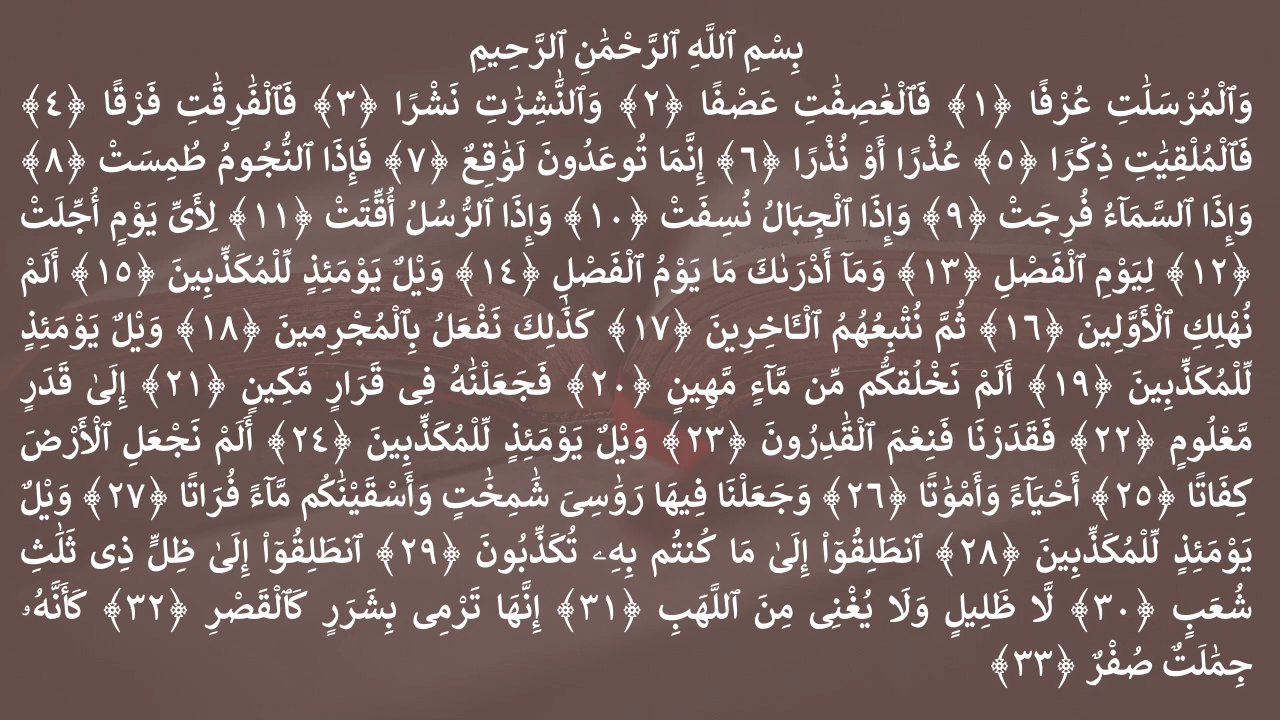 بِسْمِ ٱللَّهِ ٱلرَّحْمَٰنِ ٱلرَّحِيمِ
وَٱلْمُرْسَلَٰتِ عُرْفًا ﴿١﴾ فَٱلْعَٰصِفَٰتِ عَصْفًا ﴿٢﴾ وَٱلنَّٰشِرَٰتِ نَشْرًا ﴿٣﴾ فَٱلْفَٰرِقَٰتِ فَرْقًا ﴿٤﴾
فَٱلْمُلْقِيَٰتِ ذِكْرًا ﴿٥﴾ عُذْرًا أَوْ نُذْرًا ﴿٦﴾ إِنَّمَا تُوعَدُونَ لَوَٰقِعٌ ﴿٧﴾ فَإِذَا ٱلنُّجُومُ طُمِسَتْ ﴿٨﴾
وَإِذَا ٱلسَّمَآءُ فُرِجَتْ ﴿٩﴾ وَإِذَا ٱلْجِبَالُ نُسِفَتْ ﴿١٠﴾ وَإِذَا ٱلرُّسُلُ أُقِّتَتْ ﴿١١﴾ لِأَىِّ يَوْمٍ أُجِّلَتْ
﴿١٢﴾ لِيَوْمِ ٱلْفَصْلِ ﴿١٣﴾ وَمَآ أَدْرَىٰكَ مَا يَوْمُ ٱلْفَصْلِ ﴿١٤﴾ وَيْلٌ يَوْمَئِذٍ لِّلْمُكَذِّبِينَ ﴿١٥﴾ أَلَمْ
نُهْلِكِ ٱلْأَوَّلِينَ ﴿١٦﴾ ثُمَّ نُتْبِعُهُمُ ٱلْـَٔاخِرِينَ ﴿١٧﴾ كَذَٰلِكَ نَفْعَلُ بِٱلْمُجْرِمِينَ ﴿١٨﴾ وَيْلٌ يَوْمَئِذٍ
لِّلْمُكَذِّبِينَ ﴿١٩﴾ أَلَمْ نَخْلُقكُّم مِّن مَّآءٍ مَّهِينٍ ﴿٢٠﴾ فَجَعَلْنَٰهُ فِى قَرَارٍ مَّكِينٍ ﴿٢١﴾ إِلَىٰ قَدَرٍ
مَّعْلُومٍ ﴿٢٢﴾ فَقَدَرْنَا فَنِعْمَ ٱلْقَٰدِرُونَ ﴿٢٣﴾ وَيْلٌ يَوْمَئِذٍ لِّلْمُكَذِّبِينَ ﴿٢٤﴾ أَلَمْ نَجْعَلِ ٱلْأَرْضَ
كِفَاتًا ﴿٢٥﴾ أَحْيَآءً وَأَمْوَٰتًا ﴿٢٦﴾ وَجَعَلْنَا فِيهَا رَوَٰسِىَ شَٰمِخَٰتٍ وَأَسْقَيْنَٰكُم مَّآءً فُرَاتًا ﴿٢٧﴾ وَيْلٌ
يَوْمَئِذٍ لِّلْمُكَذِّبِينَ ﴿٢٨﴾ ٱنطَلِقُوٓا۟ إِلَىٰ مَا كُنتُم بِهِۦ تُكَذِّبُونَ ﴿٢٩﴾ ٱنطَلِقُوٓا۟ إِلَىٰ ظِلٍّ ذِى ثَلَٰثِ
شُعَبٍ ﴿٣٠﴾ لَّا ظَلِيلٍ وَلَا يُغْنِى مِنَ ٱللَّهَبِ ﴿٣١﴾ إِنَّهَا تَرْمِى بِشَرَرٍ كَٱلْقَصْرِ ﴿٣٢﴾ كَأَنَّهُۥ
جِمَٰلَتٌ صُفْرٌ ﴿٣٣﴾